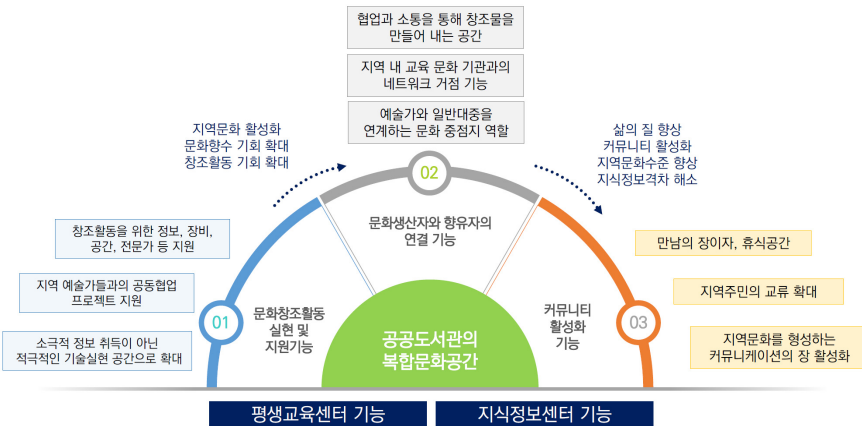 협업과 소통을 통해 창조물을
만들어 내는 공간
지역 내 교육 문화 기관과의
네트워크 거점 기능
예술가와 일반대중을
연계하는 문화 중점지 역할
지역문화 활성화
문화향수 기회 확대
창조활동 기회 확대
삶의 질 향상
커뮤니티 활성화
지역문화수준 향상
지식정보격차 해소
02
문화생산자와 향유자의
연결 기능
창조활동을 위한 정보, 장비,
공간, 전문가 등 지원
지역 예술가들과의 공동협업
프로젝트 지원
소극적 정보 취득이 아닌
적극적인 기술실현 공간으로 확대
01
문화창조활동
실현 및
지원기능
공공도서관의
복합문화공간
커뮤니티
활성화
기능
03
만남의 장이자, 휴식공간
지역주민의 교류 확대
지역문화를 형성하는
커뮤니케이션의 장 활성화
평생교육센터 기능
지식정보센터 기능